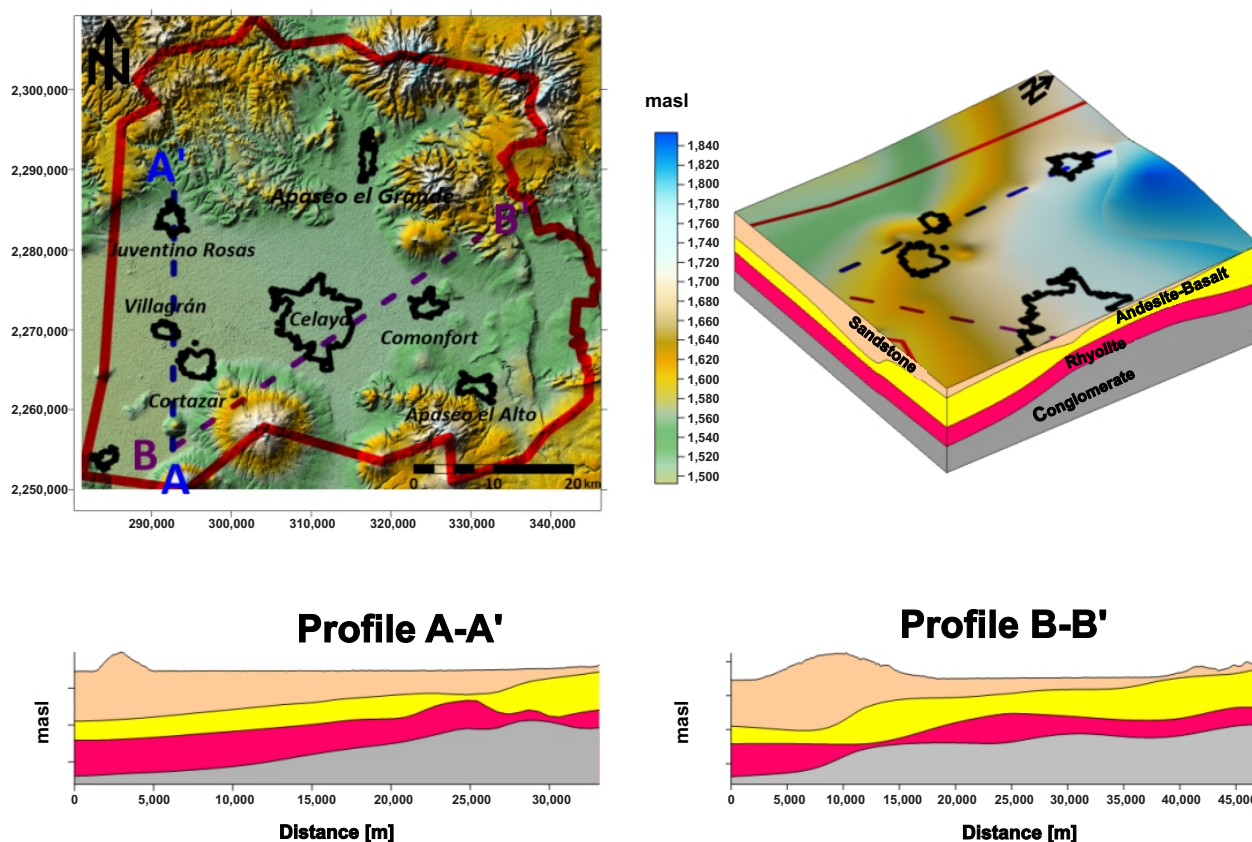 N
2,300,000
2,290,000
2,280,000
2,270,000
2,260,000
2,250,000
A'
Apaseo el Grande
B'
Juventino Rosas
Villagrán
Celaya
Comonfort
Cortazar
Apaseo el Alto
B
A
0 10 20 km
290,000 300,000 310,000 320,000 330,000 340,000
masl
1,840
1,820
1,800
1,780
1,760
1,740
1,720
1,700
1,680
1,660
1,640
1,620
1,600
1,580
1,560
1,540
1,520
1,500
N
Sandstone
Andesite-Basalt
Rhyolite
Conglomerate
Profile A-A'
masl
0 5,000 10,000 15,000 20,000 25,000 30,000
Distance [m]
Profile B-B'
masl
0 5,000 10,000 15,000 20,000 25,000 30,000 35,000 40,000 45,000
Distance [m]